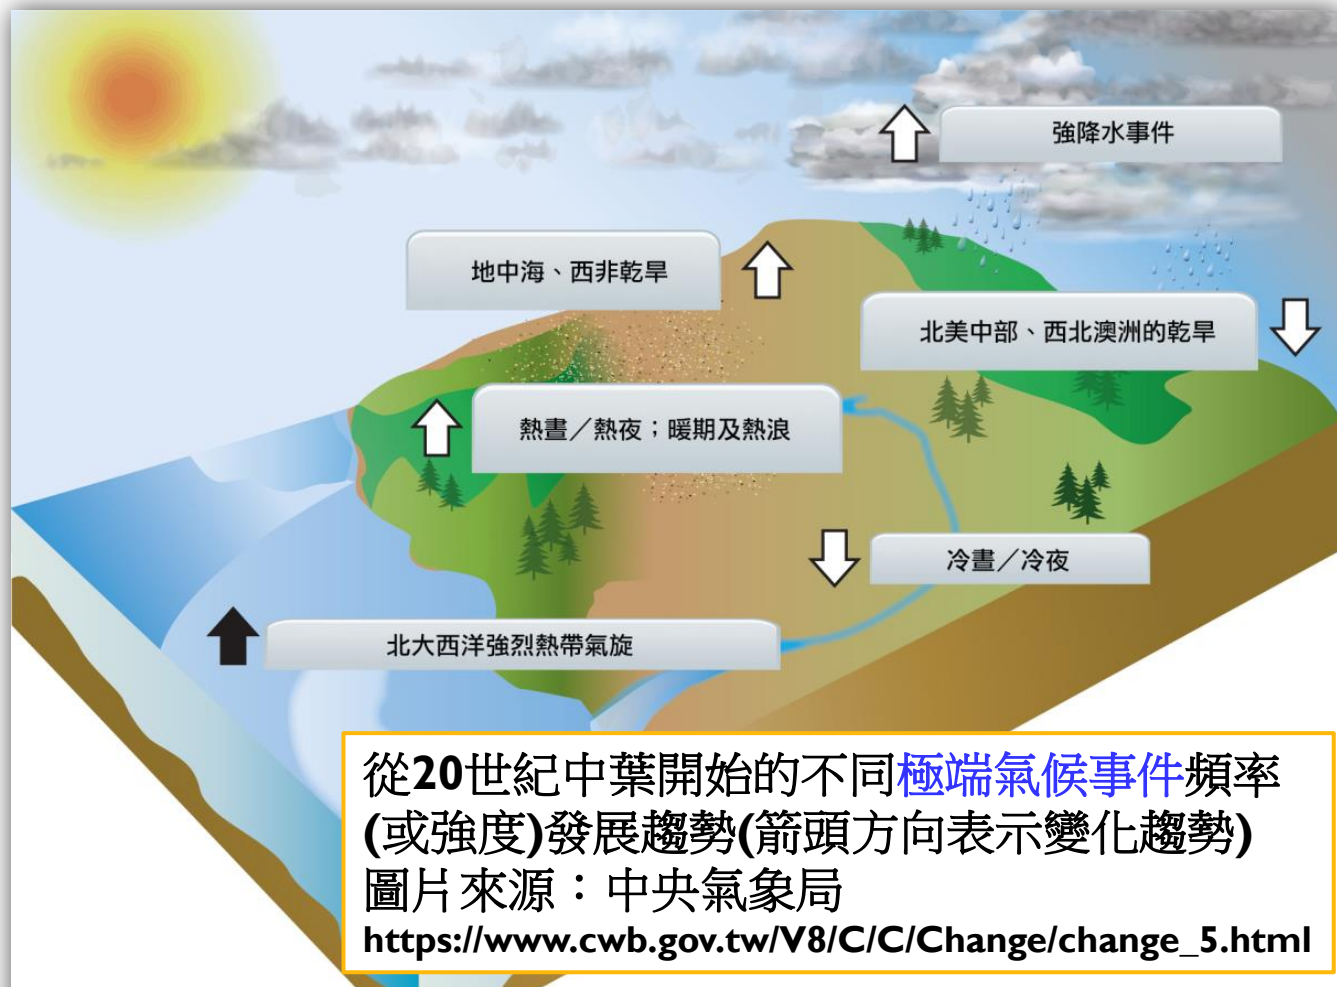 強降水事件
地中海、西非乾旱
北美中部、西北澳洲的乾旱
熱晝／熱夜；暖期及熱浪
冷晝／冷夜
北大西洋強烈熱帶氣旋
從20世紀中葉開始的不同極端氣候事件頻率
(或強度)發展趨勢(箭頭方向表示變化趨勢)
圖片來源：中央氣象局
https://www.cwb.gov.tw/V8/C/C/Change/change_5.html